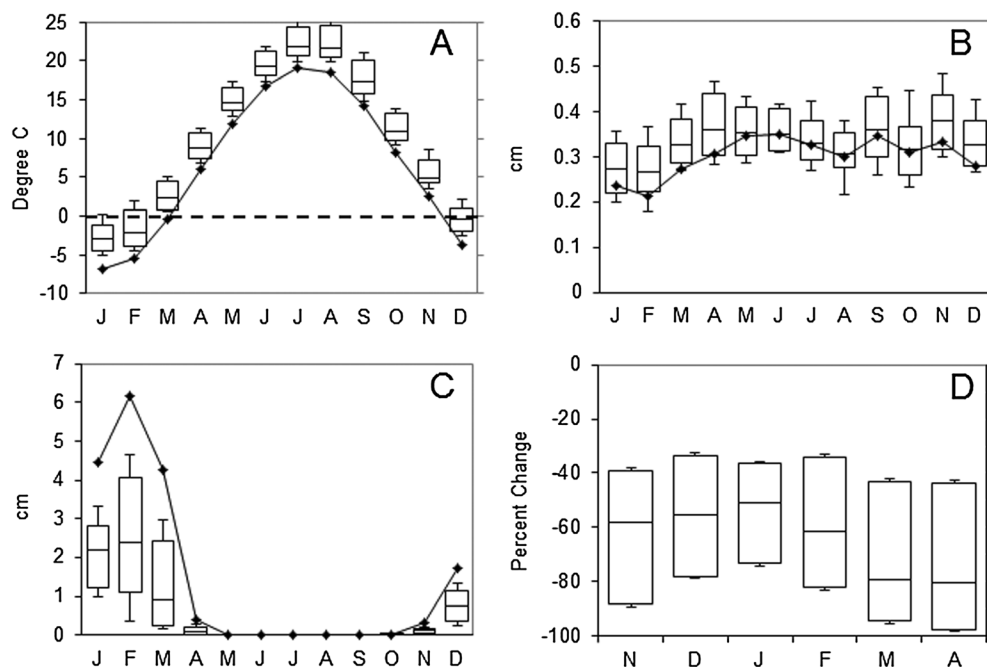 A
Degree C
25
20
15
10
5
0
-5
-10
J F M A M J J A S O N D
B
cm
0.6
0.5
0.4
0.3
0.2
0.1
0
J F M A M J J A S O N D
C
cm
7
6
5
4
3
2
1
0
J F M A M J J A S O N D
D
Percent Change
0
-20
-40
-60
-80
-100
N D J F M A